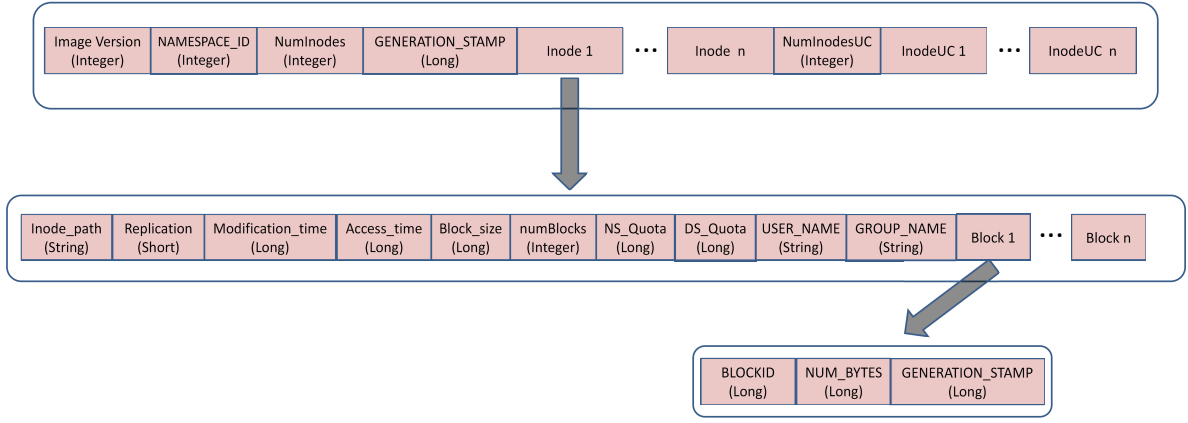 Image Version
(Integer)
NAMESPACE_ID
(Integer)
NumInodes
(Integer)
GENERATION_STAMP
(Long)
Inode 1
...
Inode n
NumInodesUC
(Integer)
InodeUC 1
...
InodeUC n
Inode_path
(String)
Replication
(Short)
Modification_time
(Long)
Access_time
(Long)
Block_size
(Long)
numBlocks
(Integer)
NS_Quota
(Long)
DS_Quota
(Long)
USER_NAME
(String)
GROUP_NAME
(String)
Block 1
...
Block n
BLOCKID
(Long)
NUM_BYTES
(Long)
GENERATION_STAMP
(Long)